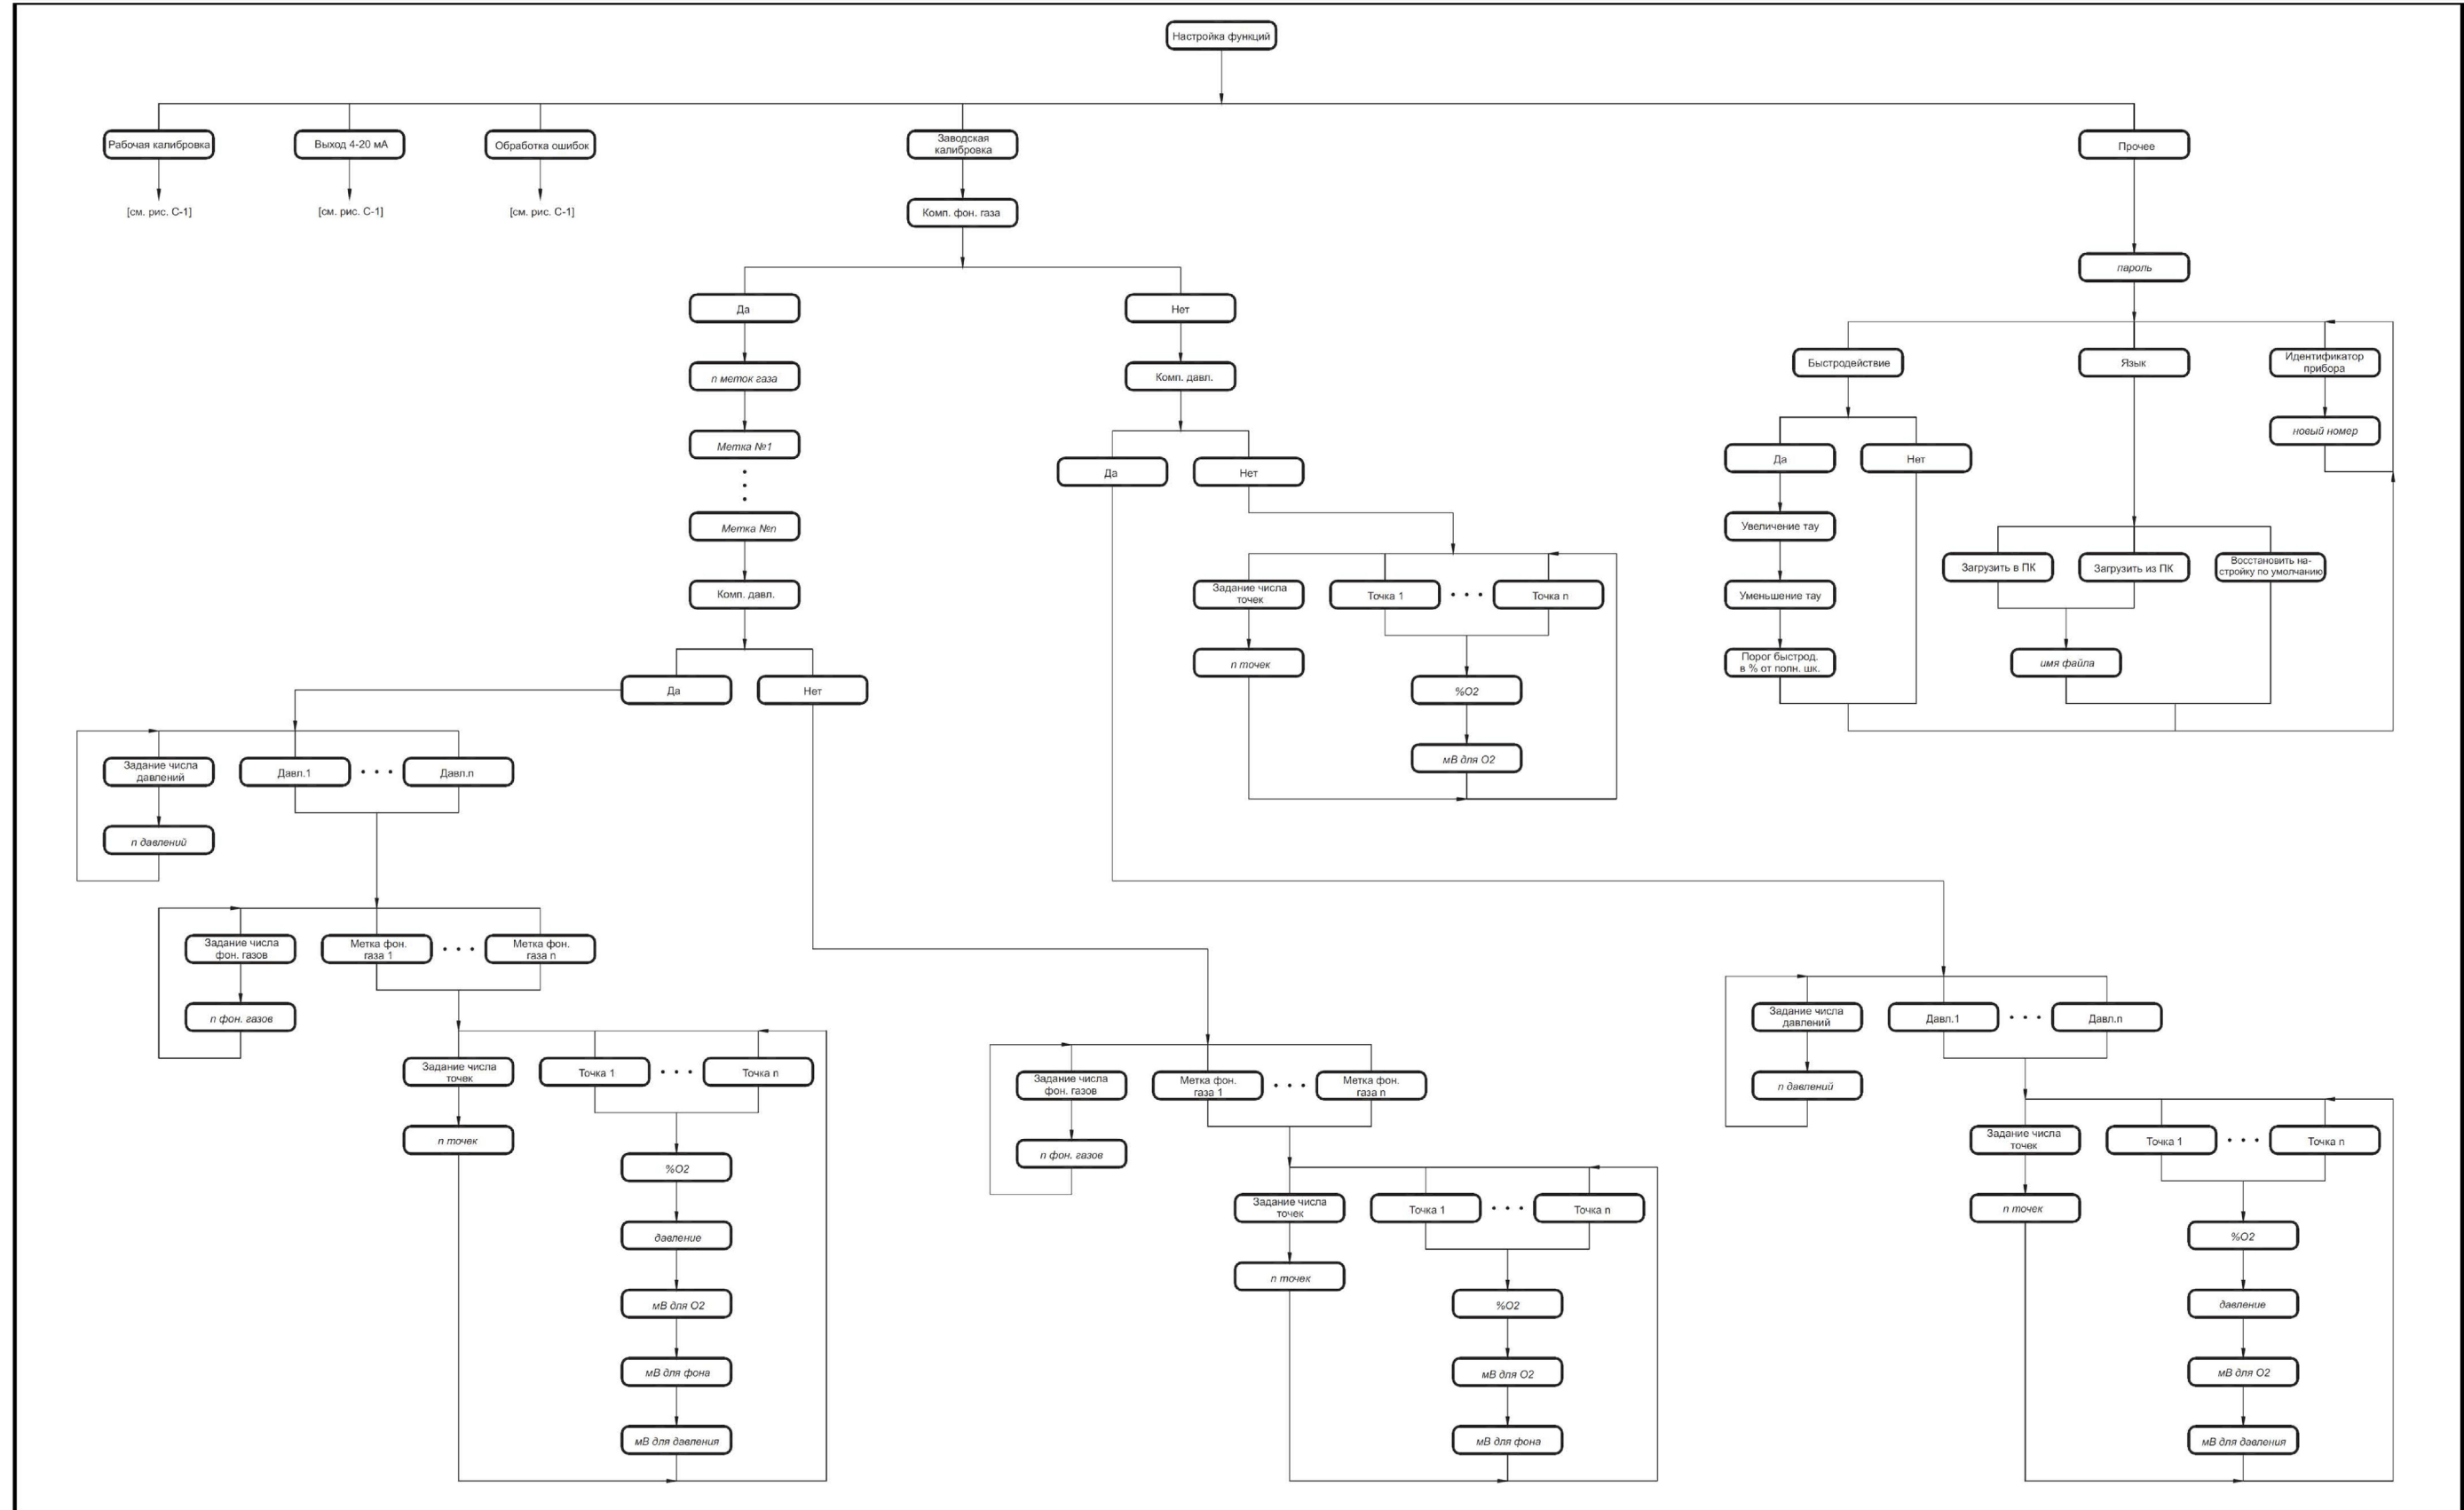 Настройка функций
Рабочая калибровка
Выход 4-20 мА
Обработка ошибок
Заводская
калибровка
Прочее
[см. рис. С-1]
[см. рис. С-1]
[см. рис. С-1]
Комп. фон. газа
пароль
Да
Нет
n меток газа
Комп. давл.
Быстродействие
Язык
Идентификатор
прибора
Метка №1
новый номер
Да
Нет
Да
Нет
Метка №n
Увеличение тау
Загрузить в ПК
Загрузить из ПК
Восстановить на-
стройку по умолчанию
Комп. давл.
Задание числа
точек
Точка 1
Точка n
Уменьшение тау
n точек
Порог быстрод.
в % от полн. шк.
имя файла
Да
Нет
%О2
мВ для О2
Задание числа
давлений
Давл.1
Давл.n
n давлений
Задание числа
фон. газов
Метка фон.
газа 1
Метка фон.
газа n
n фон. газов
Задание числа
давлений
Давл.1
Давл.n
Задание числа
точек
Точка 1
Точка n
Задание числа
фон. газов
Метка фон.
газа 1
Метка фон.
газа n
n давлений
n точек
n фон. газов
Задание числа
точек
Точка 1
Точка n
%О2
Задание числа
точек
Точка 1
Точка n
n точек
давление
n точек
%О2
мВ для О2
%О2
давление
мВ для фона
мВ для О2
мВ для О2
мВ для давления
мВ для фона
мВ для давления